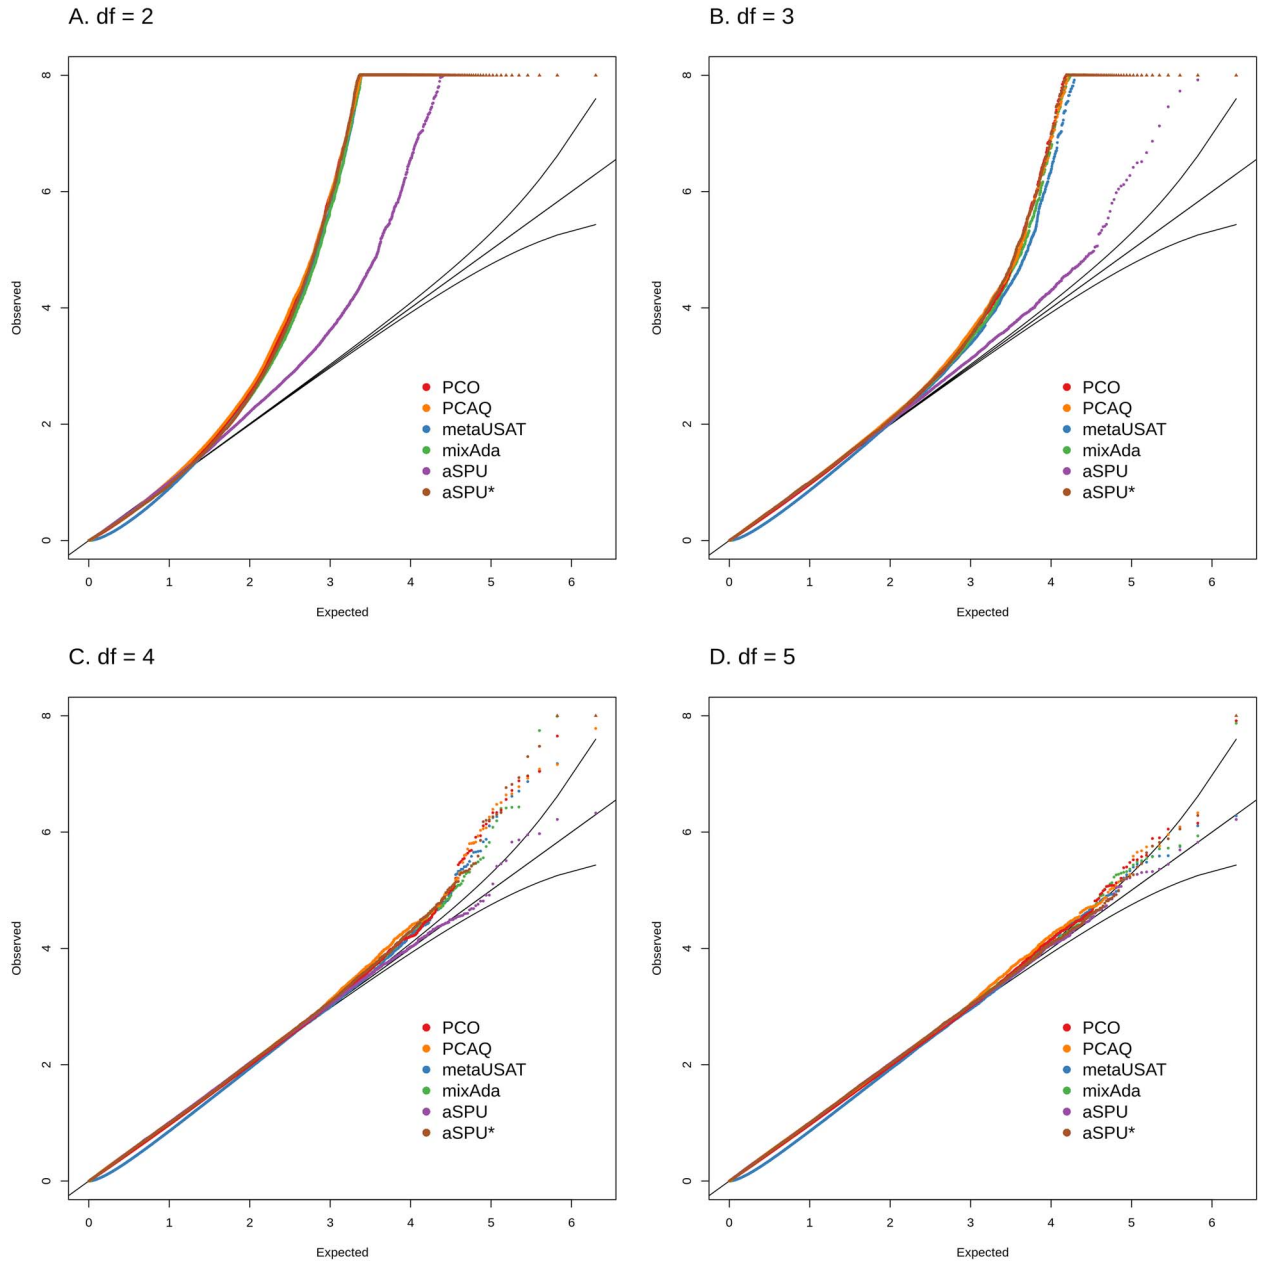 A. df = 2
8
6
4
2
0
Observed
0 1 2 3 4 5 6
Expected
PCO
PCAQ
metaUSAT
mixAda
aSPU
aSPU*
B. df = 3
8
6
4
2
0
Observed
0 1 2 3 4 5 6
Expected
PCO
PCAQ
metaUSAT
mixAda
aSPU
aSPU*
C. df = 4
8
6
4
2
0
Observed
0 1 2 3 4 5 6
Expected
PCO
PCAQ
metaUSAT
mixAda
aSPU
aSPU*
D. df = 5
8
6
4
2
0
Observed
0 1 2 3 4 5 6
Expected
PCO
PCAQ
metaUSAT
mixAda
aSPU
aSPU*